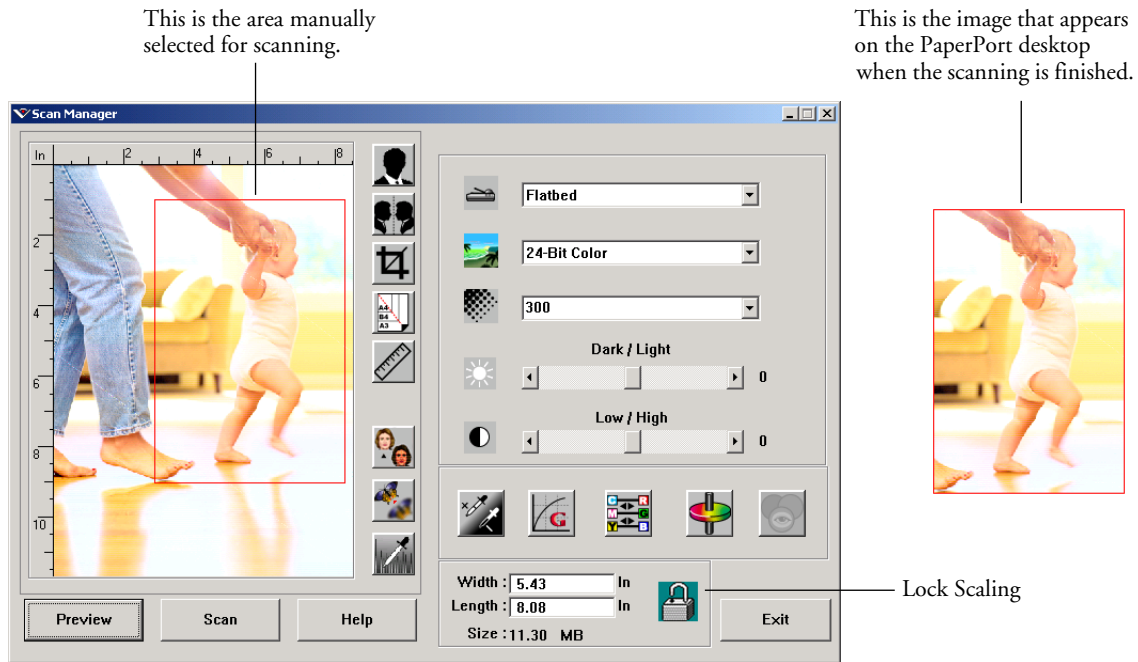 This is the area manually
selected for scanning.
This is the image that appears
on the PaperPort desktop
when the scanning is finished.
Scan Manager
In 2 4 6 8
2
4
6
8
10
A4
B4
A3
Flatbed
24-Bit Color
300
Dark / Light
0
Low / High
0
G
C R
M G
Y B
Width : 5.43 In
Length : 8.08 In
Size : 11.30 MB
Lock Scaling
Preview Scan Help Exit